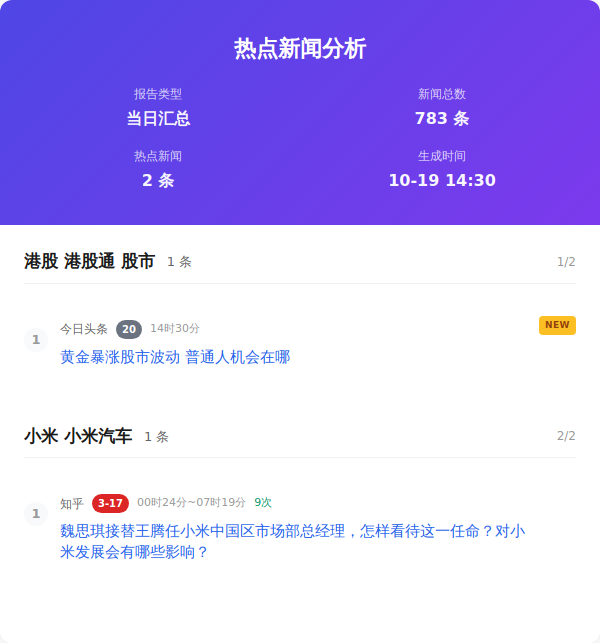 热点新闻分析
报告类型
新闻总数
当日汇总
783 条
热点新闻
生成时间
2 条
10-19 14:30
港股 港股通 股市 1 条 1/2
1 今日头条 20 14时30分 NEW
黄金暴涨股市波动 普通人机会在哪
小米 小米汽车 1 条 2/2
1 知乎 3-17 00时24分~07时19分 9次
魏思琪接替王腾任小米中国区市场部总经理，怎样看待这一任命？对小
米发展会有哪些影响？